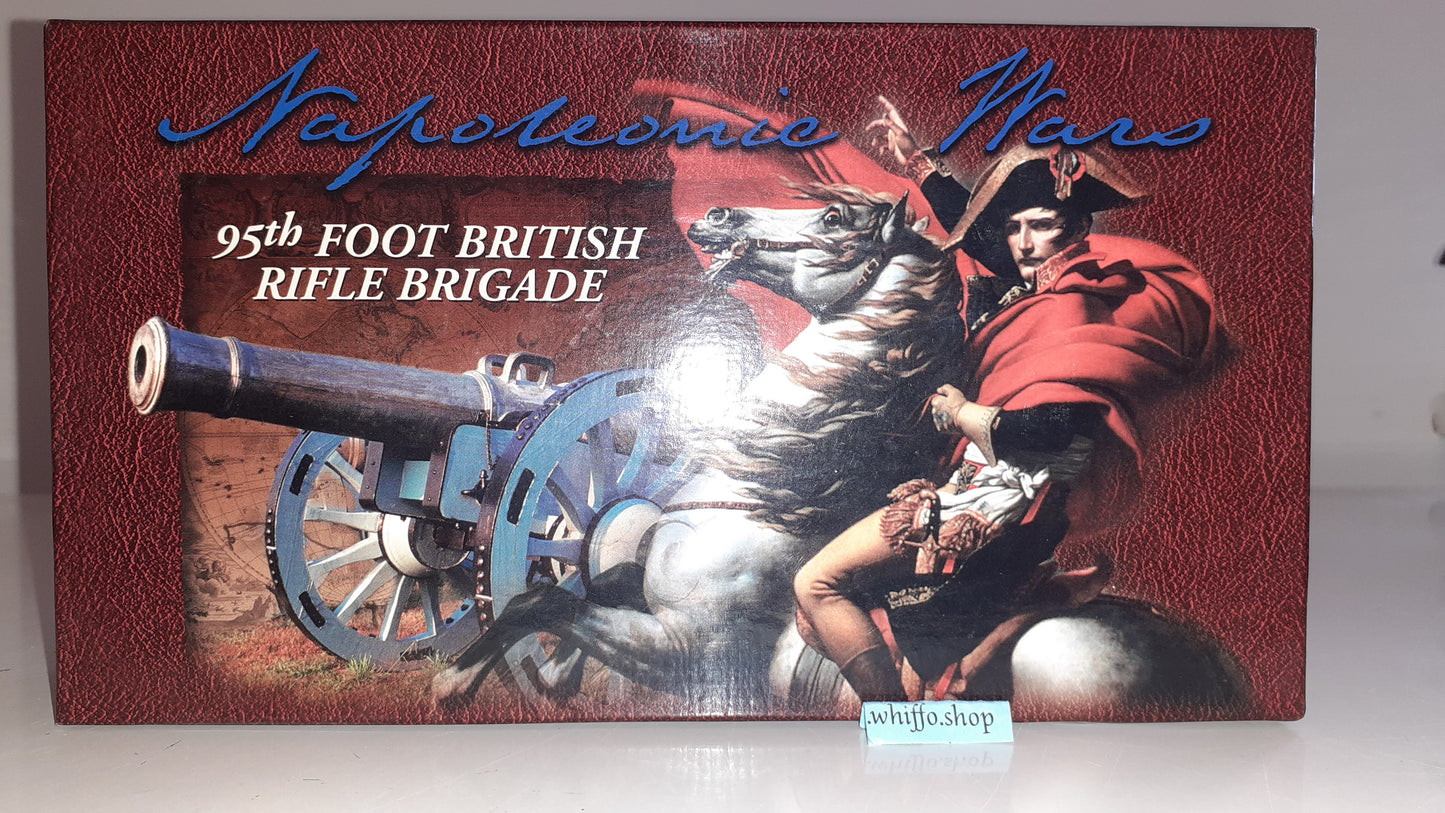 Napoleonic Wars
95th FOOT BRITISH
RIFLE BRIGADE
.whiffo.shop